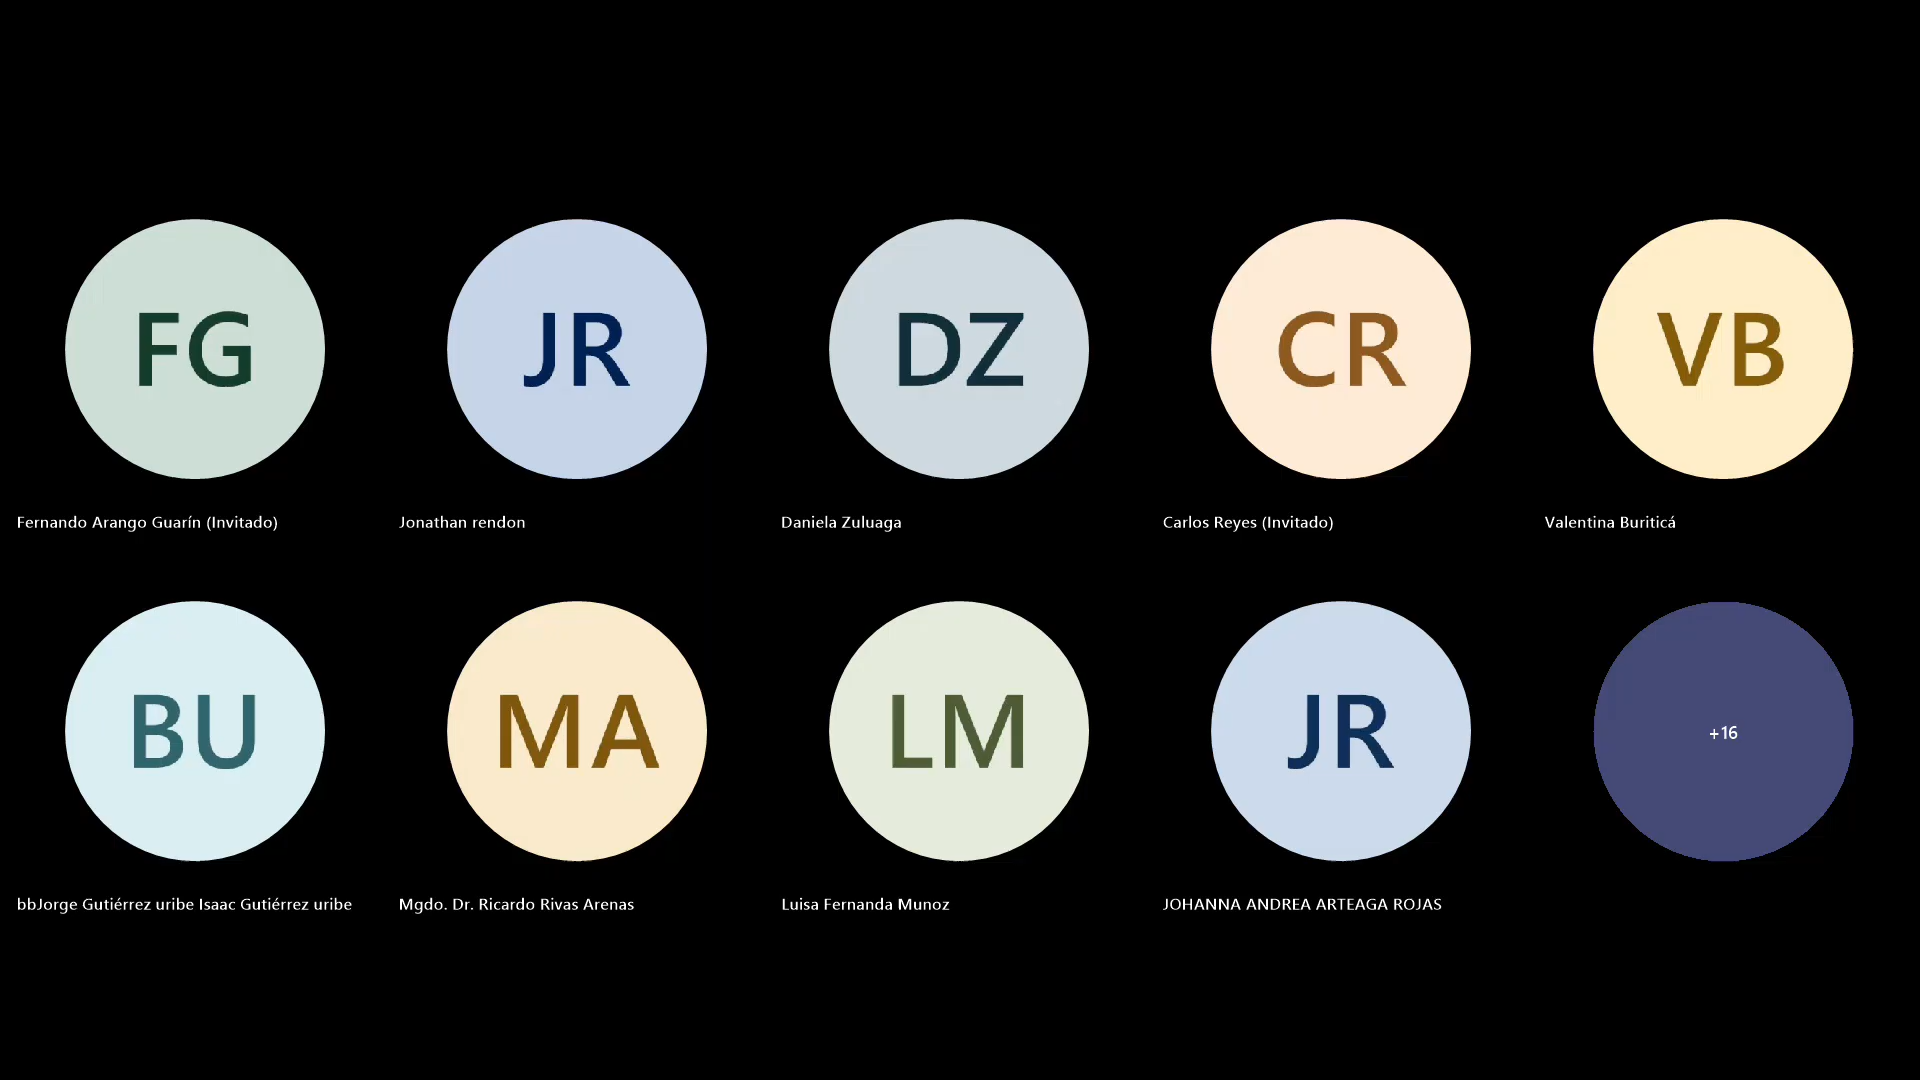 FG
JR
DZ
CR
VB
Fernando Arango Guarín (Invitado)
Jonathan rendon
Daniela Zuluaga
Carlos Reyes (Invitado)
Valentina Buriticá
BU
MA
LM
JR
+16
bbJorge Gutiérrez uribe Isaac Gutiérrez uribe
Mgdo. Dr. Ricardo Rivas Arenas
Luisa Fernanda Munoz
JOHANNA ANDREA ARTEAGA ROJAS